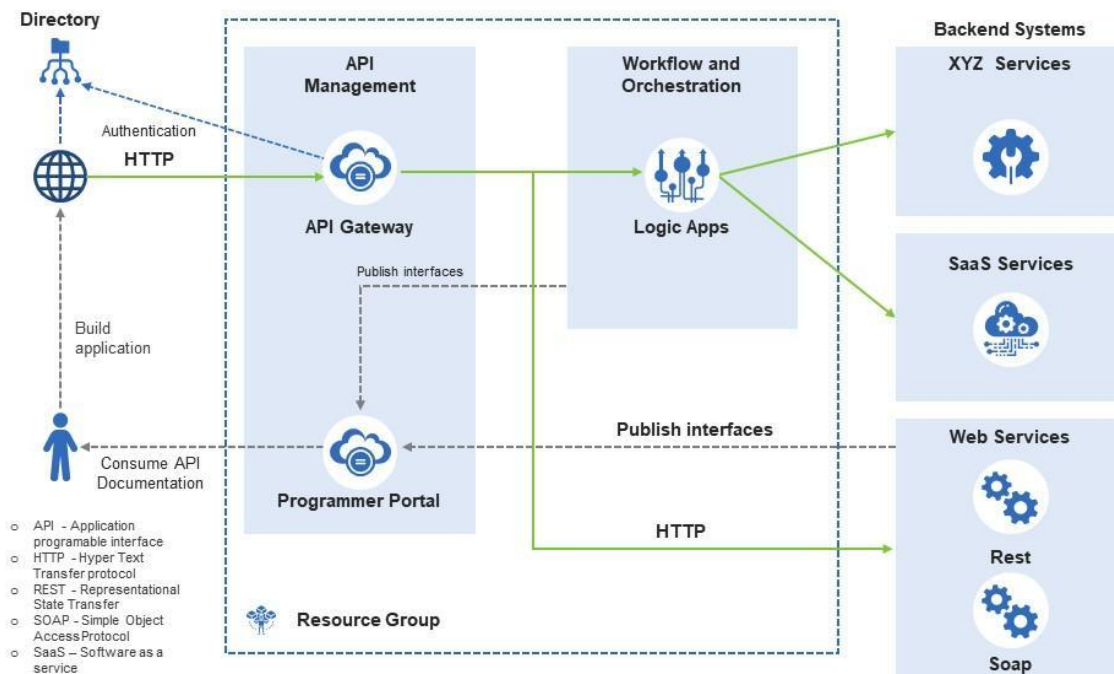 Directory
Authentication
HTTP
Build
application
Consume API
Documentation
API
Management
API Gateway
Publish interfaces
Programmer Portal
Workflow and
Orchestration
Logic Apps
Publish interfaces
HTTP
Resource Group
Backend Systems
XYZ Services
SaaS Services
Web Services
Rest
Soap
o API - Application
programable interface
o HTTP - Hyper Text
Transfer protocol
o REST - Representational
State Transfer
o SOAP - Simple Object
Access Protocol
o SaaS – Software as a
service